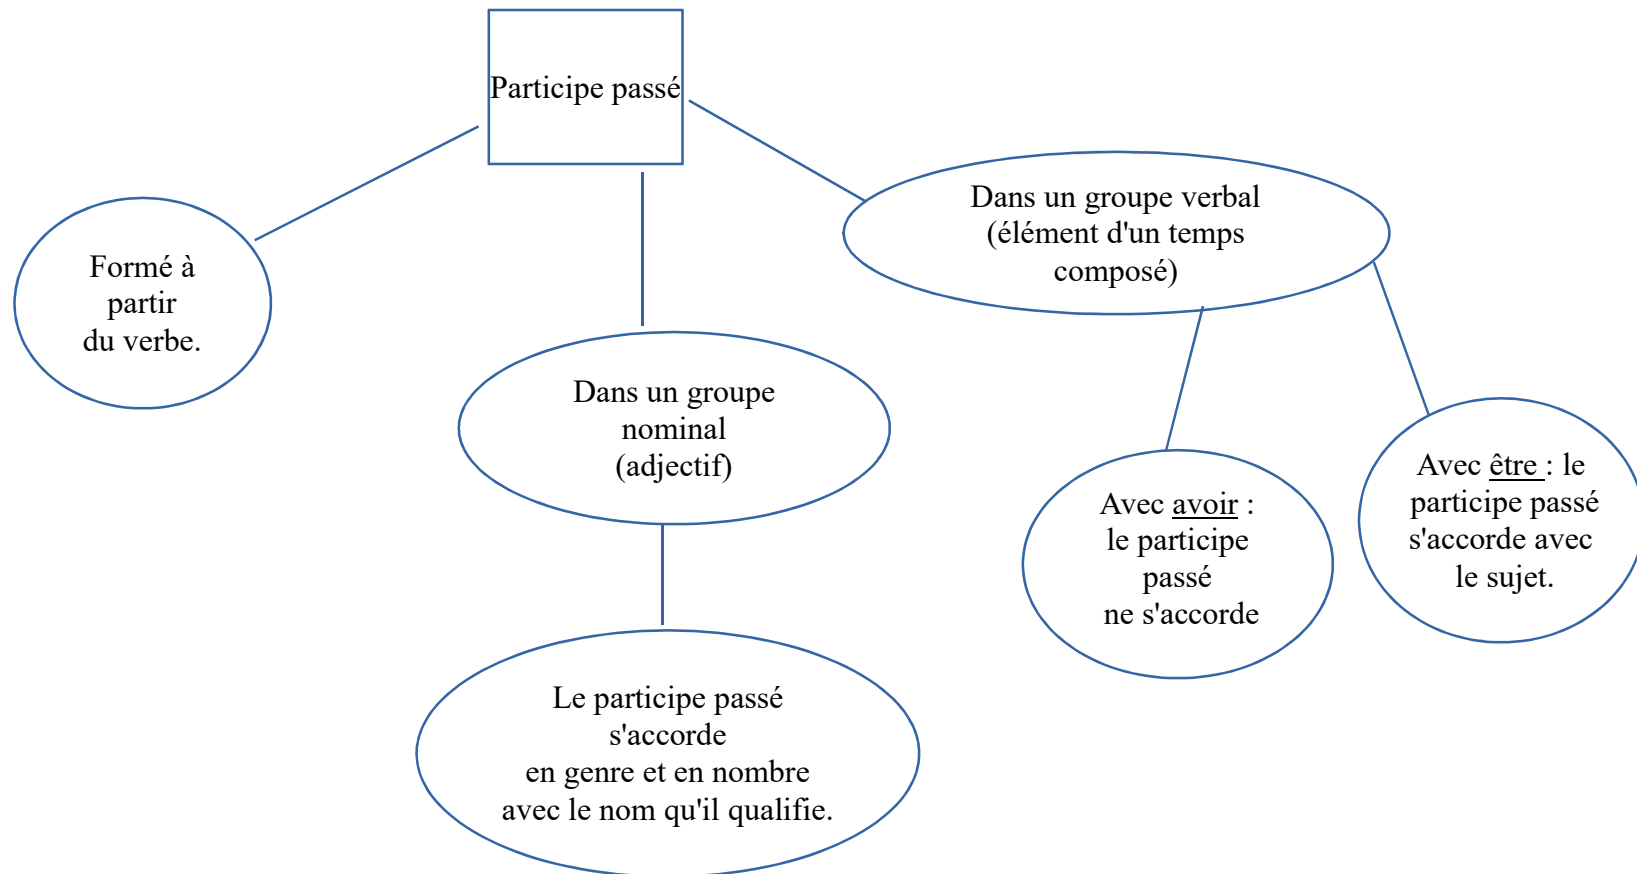 Participe passé
Formé à
partir
du verbe.
Dans un groupe
nominal
(adjectif)
Le participe passé
s'accorde
en genre et en nombre
avec le nom qu'il qualifie.
Dans un groupe verbal
(élément d'un temps
composé)
Avec avoir :
le participe
passé
ne s'accorde
Avec être : le
participe passé
s'accorde avec
le sujet.